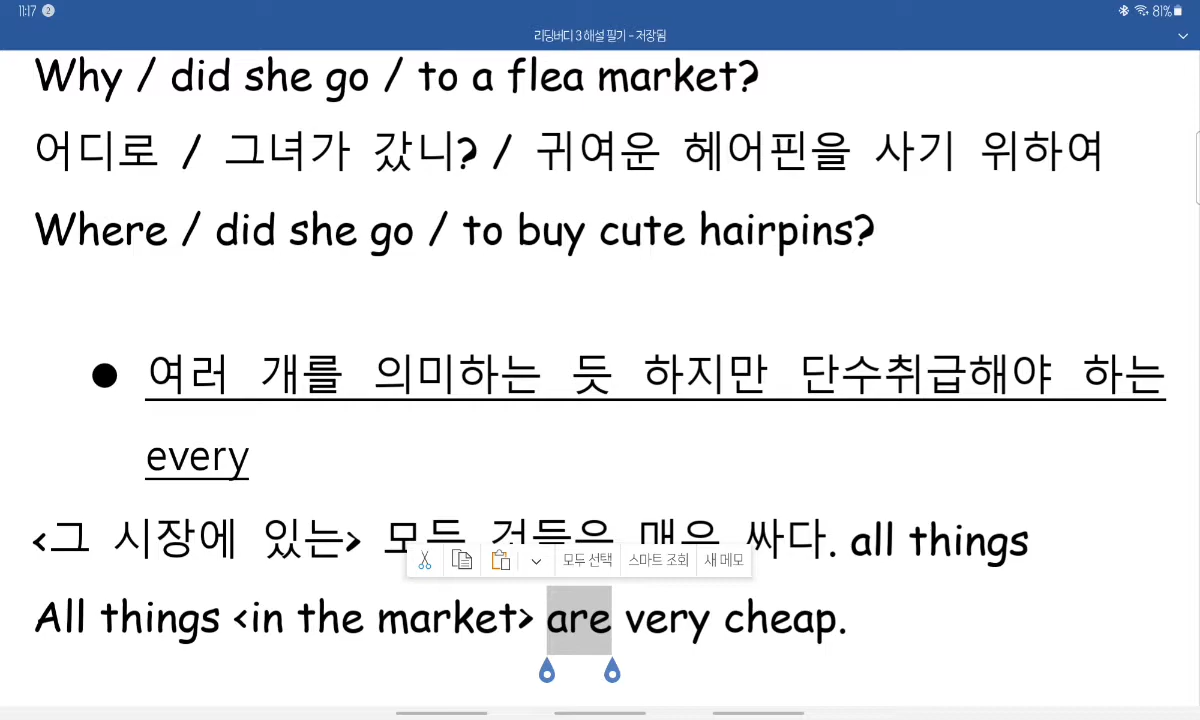 11:17 2 81%
리딩버디 3 해설 필기 - 저장됨
Why / did she go / to a flea market?
어디로 / 그녀가 갔니? / 귀여운 헤어핀을 사기 위하여
Where / did she go / to buy cute hairpins?
● 여러 개를 의미하는 듯 하지만 단수취급해야 하는
every
<그 시장에 있는> 모든 것들은 매우 싸다. all things
모두 선택 스마트 조회 새 메모
All things <in the market> are very cheap.